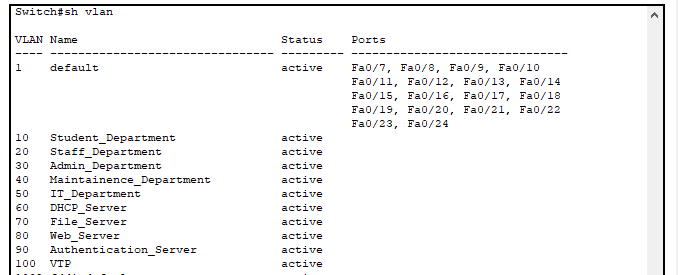 Switch#sh vlan
VLAN Name Status Ports
---- -------------------------------- --------- -------------------------------
1 default active Fa0/7, Fa0/8, Fa0/9, Fa0/10
Fa0/11, Fa0/12, Fa0/13, Fa0/14
Fa0/15, Fa0/16, Fa0/17, Fa0/18
Fa0/19, Fa0/20, Fa0/21, Fa0/22
Fa0/23, Fa0/24
10 Student_Department active
20 Staff_Department active
30 Admin_Department active
40 Maintainence_Department active
50 IT_Department active
60 DHCP_Server active
70 File_Server active
80 Web_Server active
90 Authentication_Server active
100 VTP active